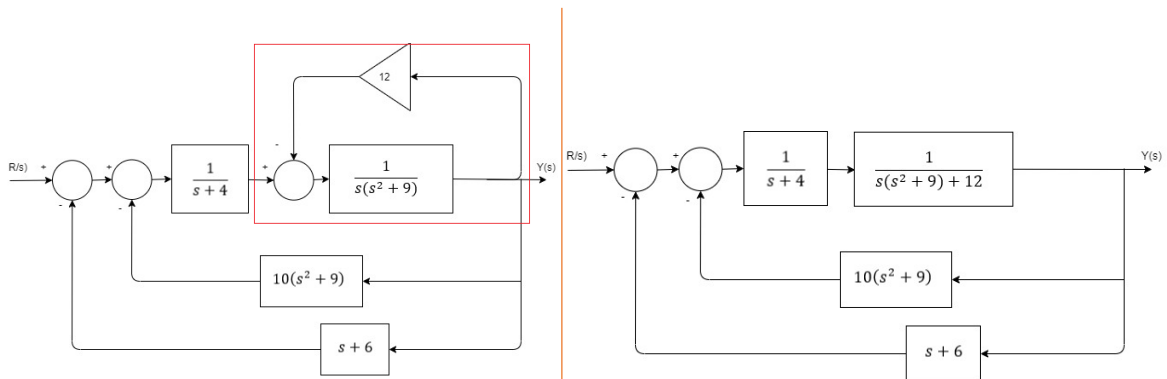 12
-
R/s)
+
+
1
s + 4
+
1
s(s² + 9)
Y(s)
-
-
10(s² + 9)
s + 6
R/s)
+
+
1
s + 4
1
s(s² + 9) + 12
Y(s)
-
-
10(s² + 9)
s + 6